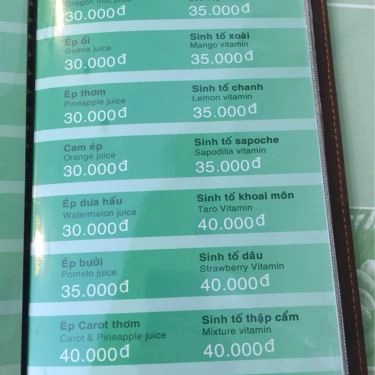 Dragon fruit juice
30.000đ
35.000đ
Ép ổi
Guava juice
30.000đ
Sinh tố xoài
Mango vitamin
35.000đ
Ép thơm
Pineapple juice
30.000đ
Sinh tố chanh
Lemon vitamin
35.000đ
Cam ép
Orange juice
30.000đ
Sinh tố sapoche
Sapodilla vitamin
35.000đ
Ép dưa hấu
Watermelon juice
30.000đ
Sinh tố khoai môn
Taro Vitamin
40.000đ
Ép bưởi
Pomelo juice
35.000đ
Sinh tố dâu
Strawberry Vitamin
40.000đ
Ép Carot thơm
Carot & Pineapple juice
40.000đ
Sinh tố thập cẩm
Mixture vitamin
40.000đ